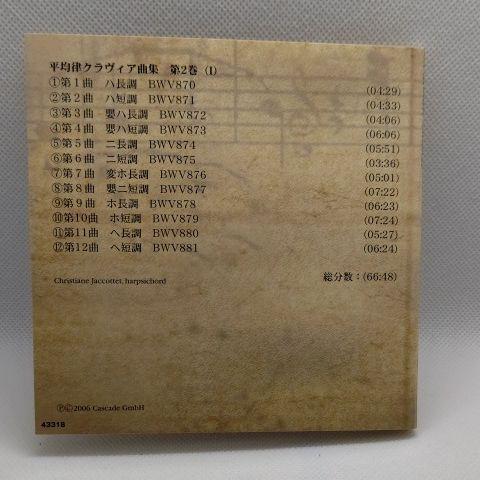 平均律クラヴィア曲集 第2巻 (I)
①第1曲 ハ長調 BWV870 (04:29)
②第2曲 ハ短調 BWV871 (04:33)
③第3曲 嬰ハ長調 BWV872 (04:06)
④第4曲 嬰ハ短調 BWV873 (06:06)
⑤第5曲 ニ長調 BWV874 (05:51)
⑥第6曲 ニ短調 BWV875 (03:36)
⑦第7曲 変ホ長調 BWV876 (05:01)
⑧第8曲 嬰ニ短調 BWV877 (07:22)
⑨第9曲 ホ長調 BWV878 (06:23)
⑩第10曲 ホ短調 BWV879 (07:24)
⑪第11曲 ヘ長調 BWV880 (05:27)
⑫第12曲 ヘ短調 BWV881 (06:24)
総分数：(66:48)
Christiane Jaccottet, harpsichord
Ⓟ©2006 Cascade GmbH
43318